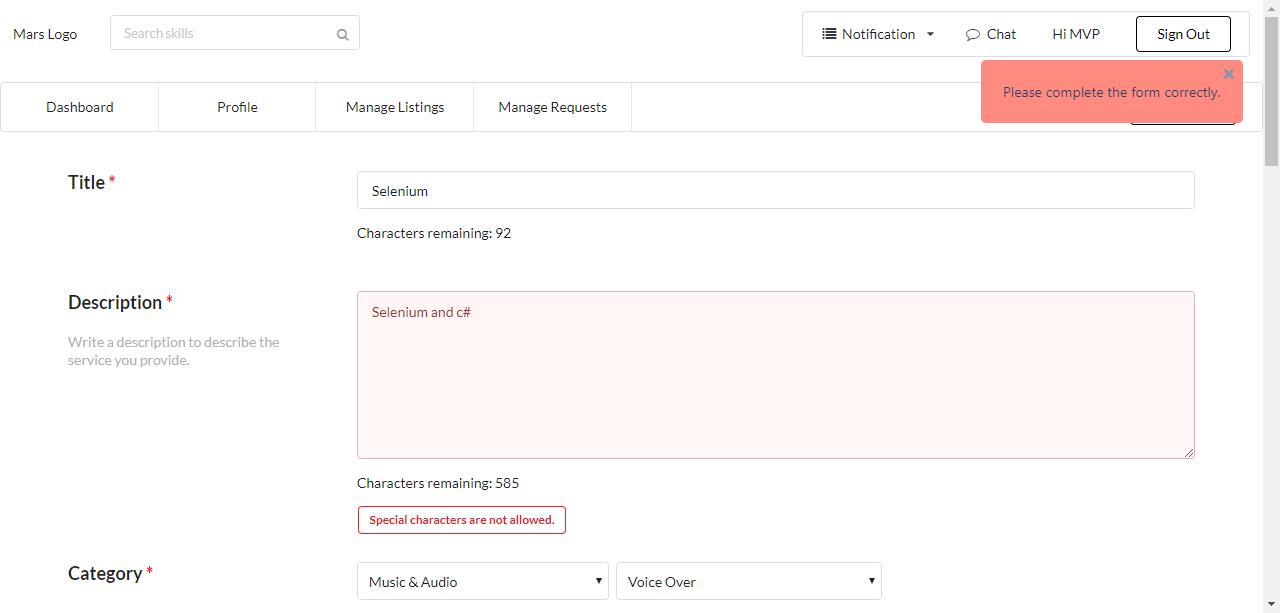 Mars Logo
Search skills
Notification
Chat
Hi MVP
Sign Out
Please complete the form correctly.
Dashboard
Profile
Manage Listings
Manage Requests
Title *
Selenium
Characters remaining: 92
Description *
Selenium and c#
Write a description to describe the
service you provide.
Characters remaining: 585
Special characters are not allowed.
Category *
Music & Audio
Voice Over